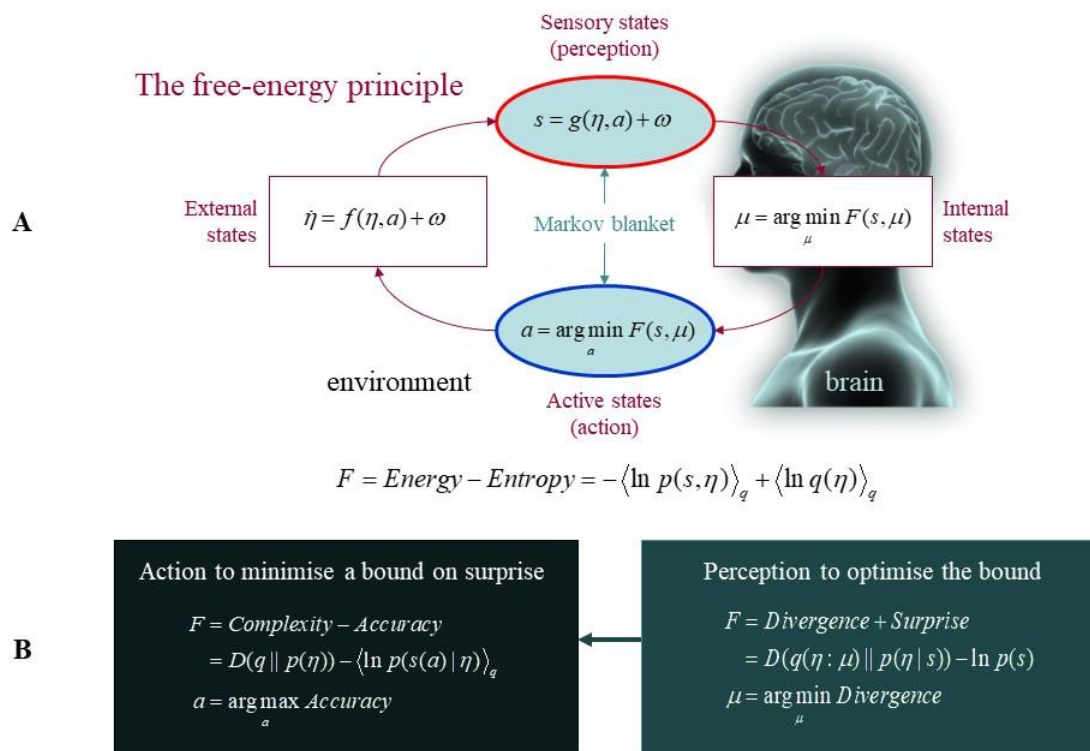 Sensory states
(perception)
The free-energy principle
s = g(η, a) + ω
A
External
states
η̇ = f(η, a) + ω
Markov blanket
μ = arg min F(s, μ)
μ
Internal
states
a = arg min F(s, μ)
a
environment
brain
Active states
(action)
F = Energy − Entropy = −⟨ln p(s, η)⟩q + ⟨ln q(η)⟩q
B
Action to minimise a bound on surprise
F = Complexity − Accuracy
= D(q || p(η)) − ⟨ln p(s(a) | η)⟩q
a = arg max Accuracy
a
Perception to optimise the bound
F = Divergence + Surprise
= D(q(η : μ) || p(η | s)) − ln p(s)
μ = arg min Divergence
μ